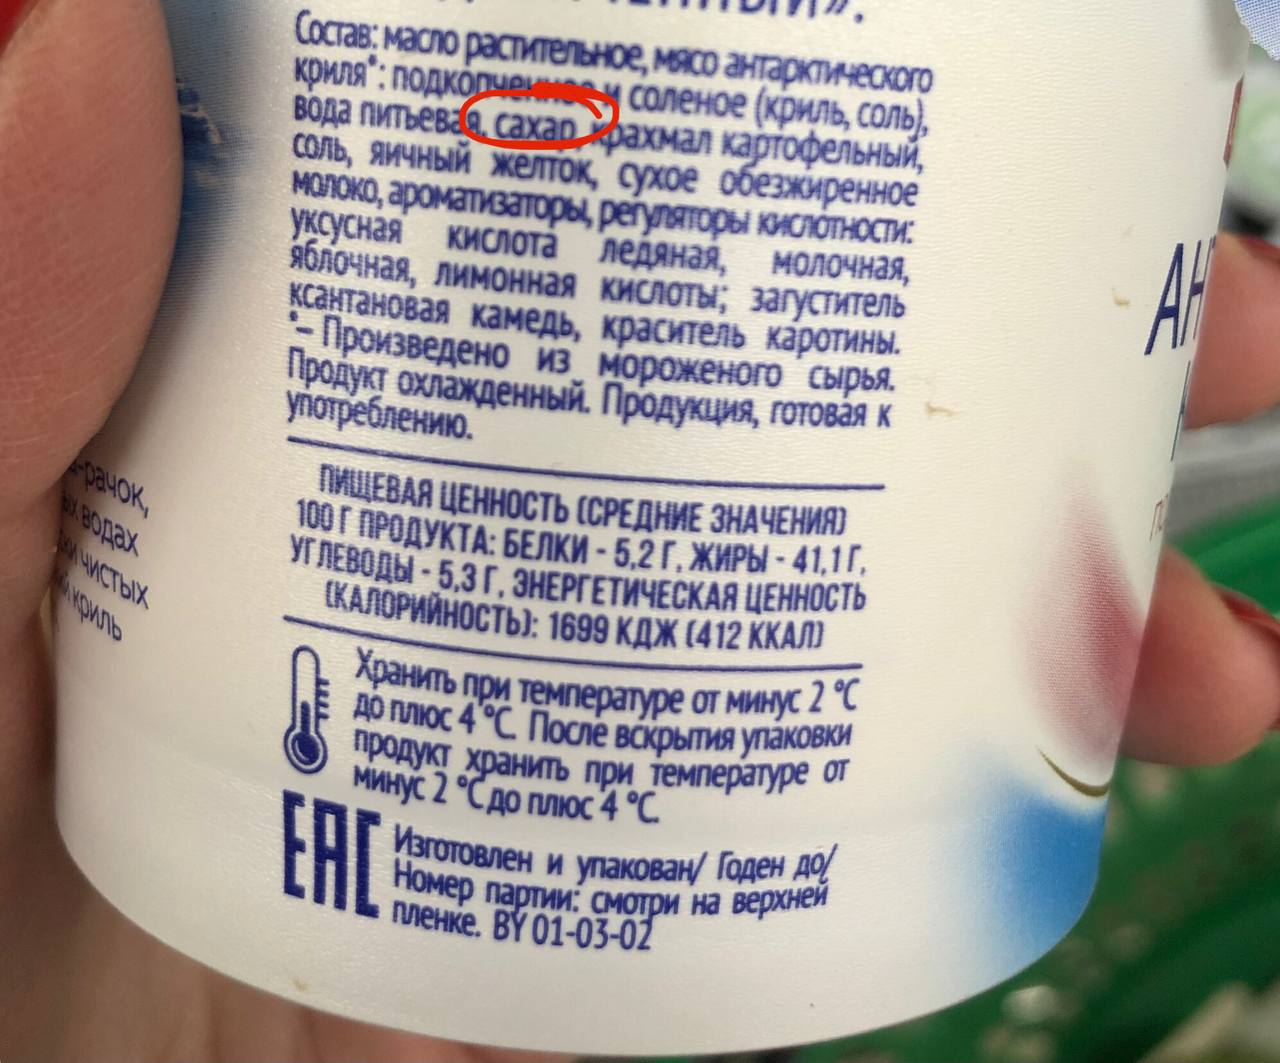 Состав: масло растительное, мясо антарктического
криля*: подкопченное и соленое (криль, соль),
вода питьевая, сахар, крахмал картофельный,
соль, яичный желток, сухое обезжиренное
молоко, ароматизаторы, регуляторы кислотности:
уксусная кислота ледяная, молочная,
яблочная, лимонная кислоты; загуститель
ксантановая камедь, краситель каротины.
*– Произведено из мороженого сырья.
Продукт охлажденный. Продукция, готовая к
употреблению.
ПИЩЕВАЯ ЦЕННОСТЬ (СРЕДНИЕ ЗНАЧЕНИЯ)
100 Г ПРОДУКТА: БЕЛКИ - 5,2 Г, ЖИРЫ - 41,1 Г,
УГЛЕВОДЫ - 5,3 Г, ЭНЕРГЕТИЧЕСКАЯ ЦЕННОСТЬ
(КАЛОРИЙНОСТЬ): 1699 КДЖ (412 ККАЛ)
Хранить при температуре от минус 2 °С
до плюс 4 °С. После вскрытия упаковки
продукт хранить при температуре от
минус 2 °С до плюс 4 °С.
ЕАС
Изготовлен и упакован/ Годен до/
Номер партии: смотри на верхней
пленке. BY 01-03-02
-рачок,
водах
чистых
криль